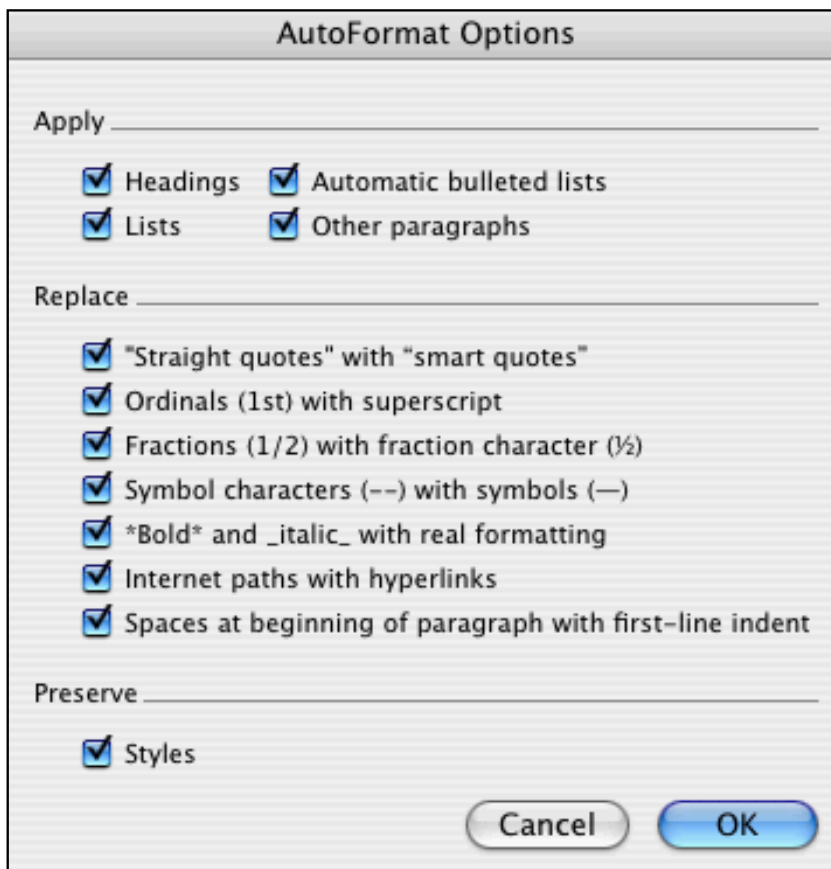 AutoFormat Options
Apply
Headings Automatic bulleted lists
Lists Other paragraphs
Replace
"Straight quotes" with “smart quotes”
Ordinals (1st) with superscript
Fractions (1/2) with fraction character (½)
Symbol characters (--) with symbols (—)
*Bold* and _italic_ with real formatting
Internet paths with hyperlinks
Spaces at beginning of paragraph with first-line indent
Preserve
Styles
Cancel OK